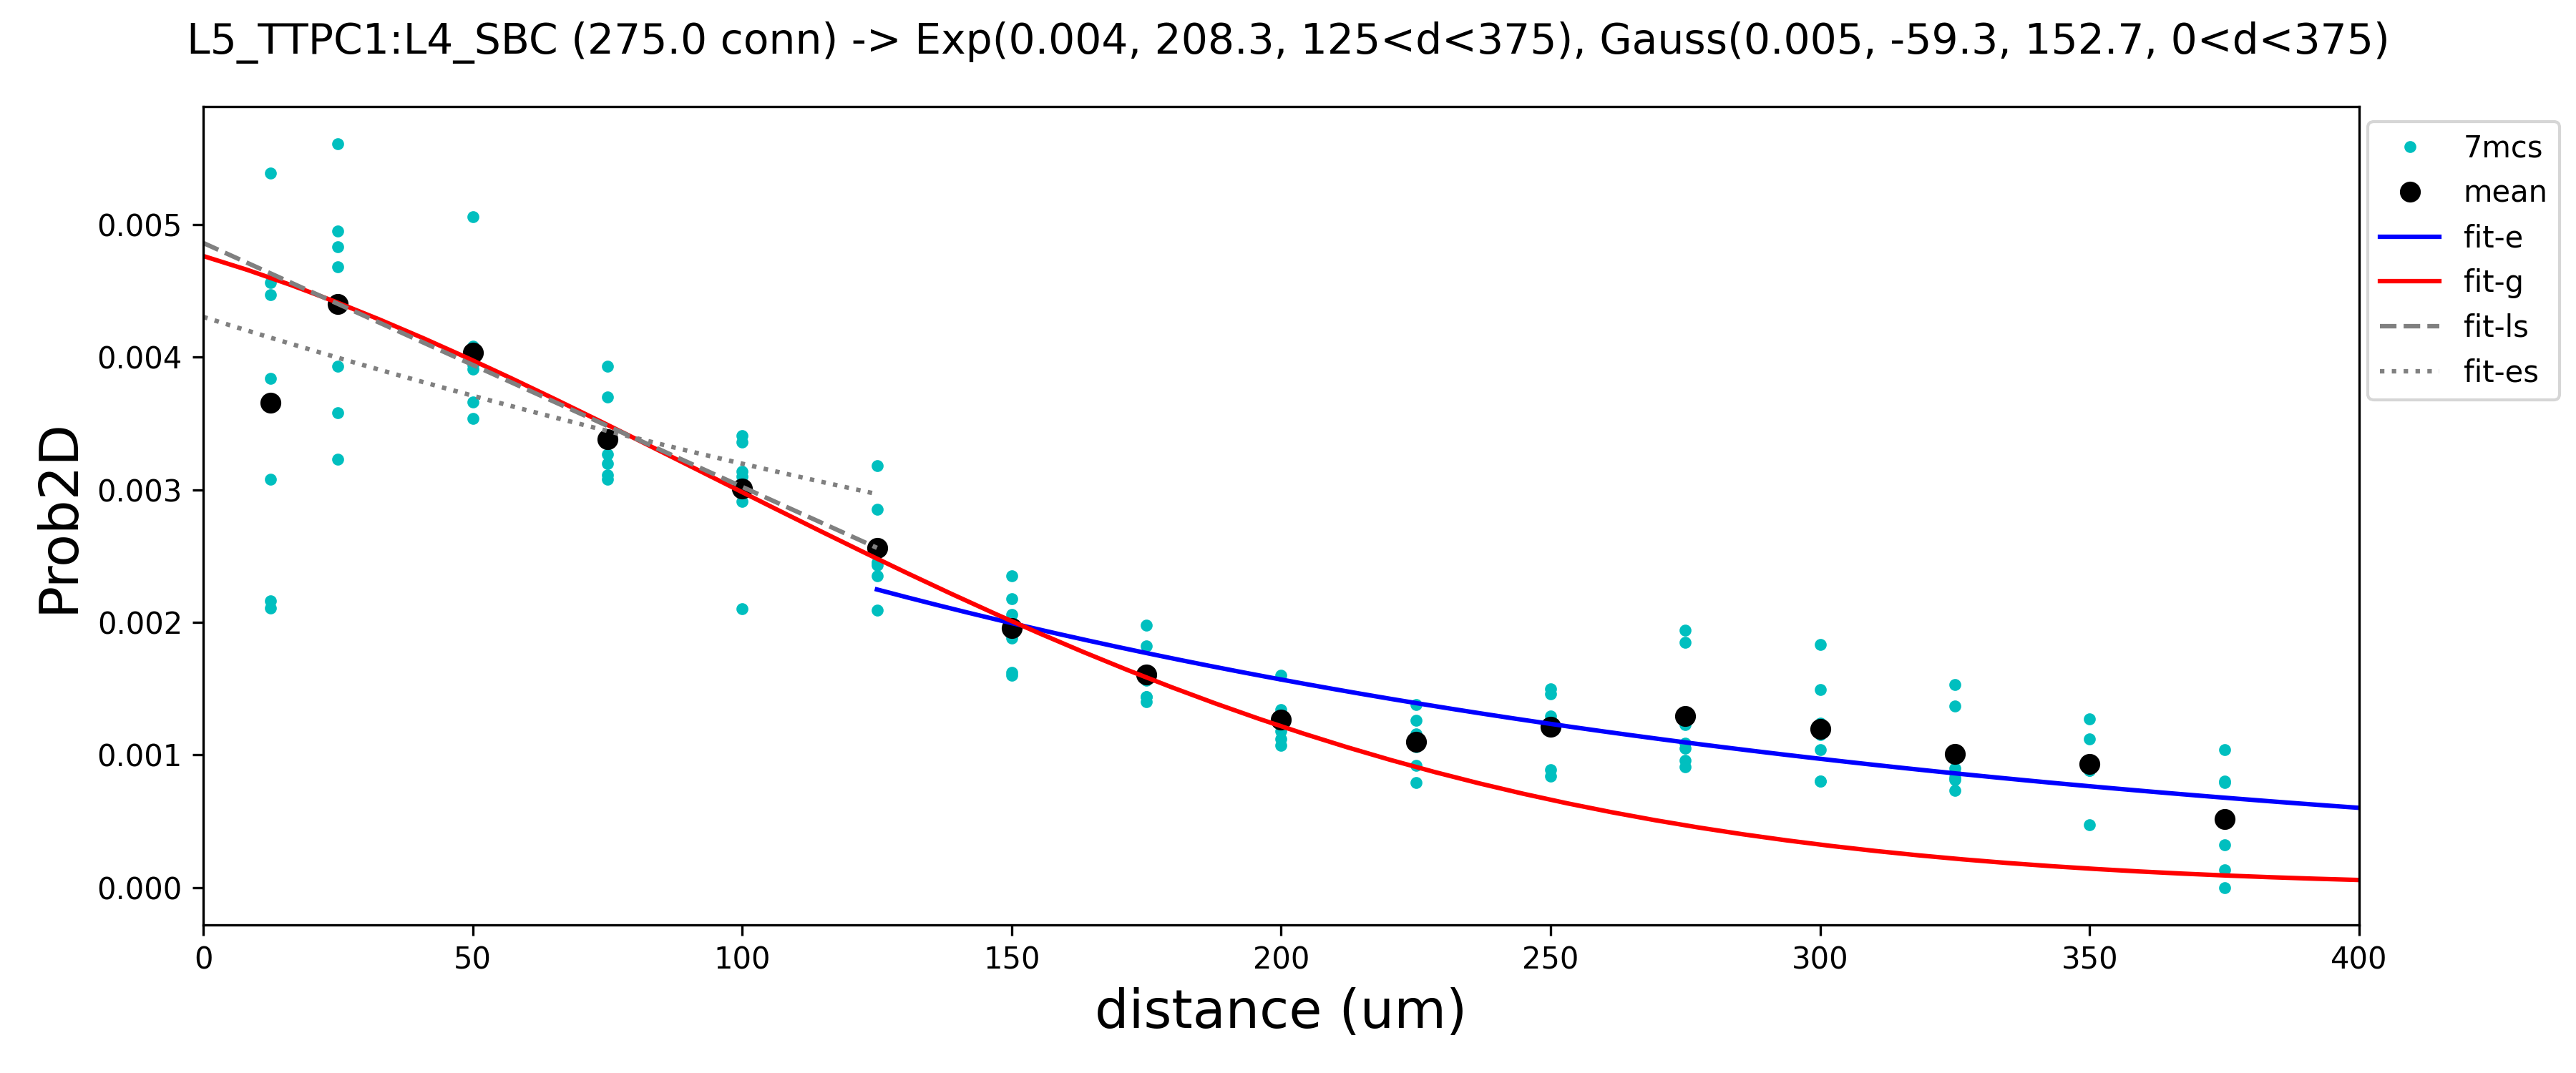 L5_TTPC1:L4_SBC (275.0 conn) -> Exp(0.004, 208.3, 125<d<375), Gauss(0.005, -59.3, 152.7, 0<d<375)
7mcs
mean
fit-e
fit-g
fit-ls
fit-es
Prob2D
0.005
0.004
0.003
0.002
0.001
0.000
0 50 100 150 200 250 300 350 400
distance (um)